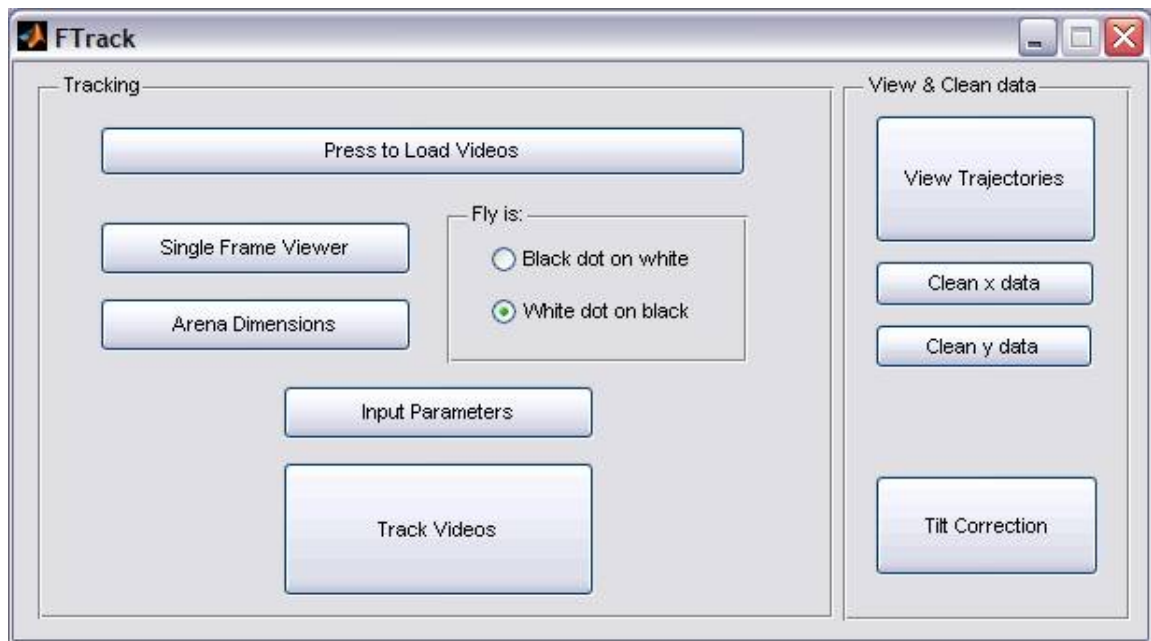 FTrack
Tracking
Press to Load Videos
Single Frame Viewer
Arena Dimensions
Fly is:
Black dot on white
White dot on black
Input Parameters
Track Videos
View & Clean data
View Trajectories
Clean x data
Clean y data
Tilt Correction